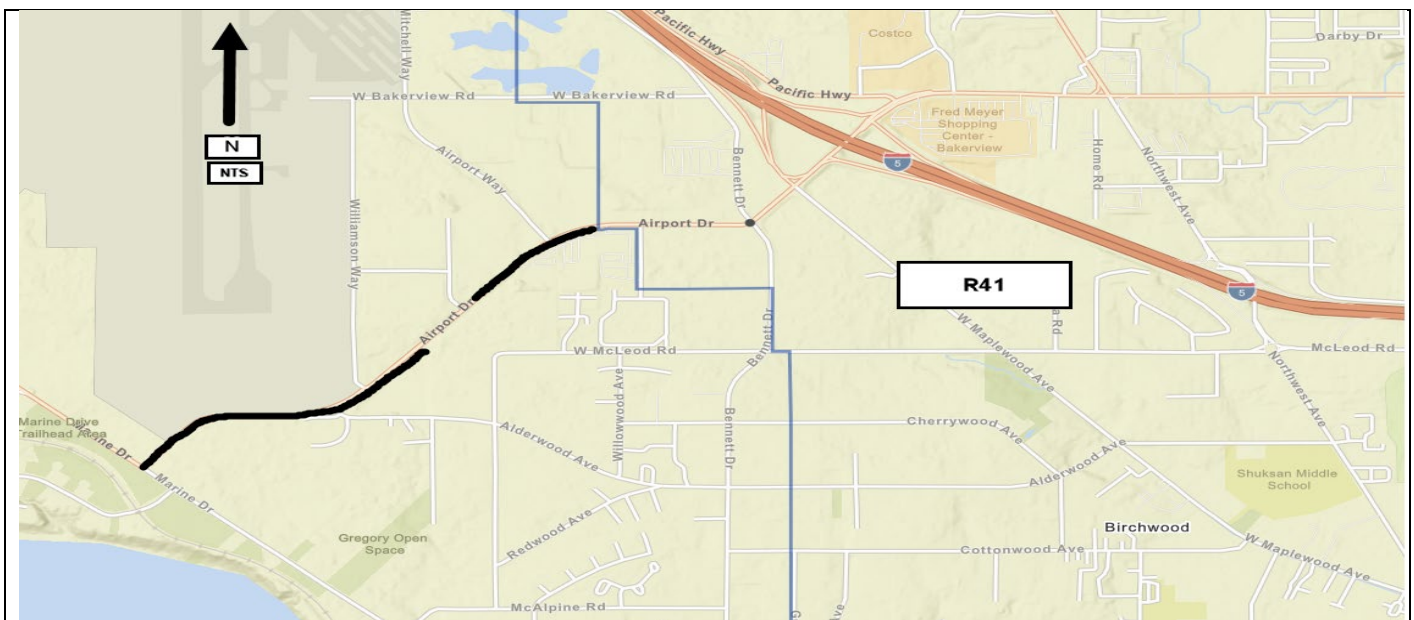 Mitchell Way
Pacific Hwy
Costco
Darby Dr
N
NTS
W Bakerview Rd
W Bakerview Rd
Pacific Hwy
Fred Meyer
Shopping
Center -
Bakerview
Airport Way
Bennett Dr
5
Home Rd
Northwest Ave
Williamson Way
Airport Dr
R41
5
Airport Dr
W McLeod Rd
Bennett Dr
W Maplewood Ave
McLeod Rd
Northwest Ave
Marine Drive
Trailhead Area
Marine Dr
Marine Dr
Alderwood Ave
Willowwood Ave
Bennett Dr
Cherrywood Ave
Alderwood Ave
Shuksan Middle
School
Gregory Open
Space
Redwood Ave
Birchwood
Cottonwood Ave
W Maplewood Ave
McAlpine Rd